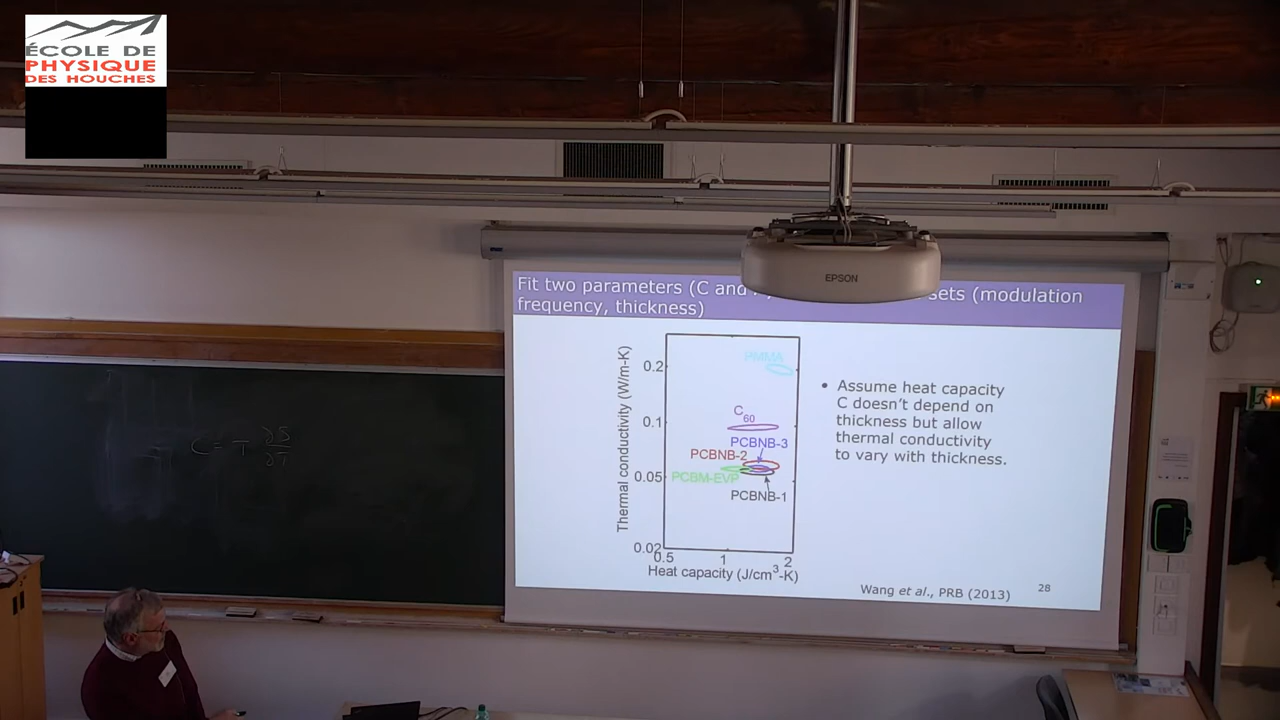 ÉCOLE DE
PHYSIQUE
DES HOUCHES
EPSON
Fit two parameters (C and sets (modulation
frequency, thickness)
Thermal conductivity (W/m-K)
0.2
0.1
0.05
0.02
PMMA
C60
PCBNB-3
PCBNB-2
PCBM-EVP
PCBNB-1
0.5
1
2
Heat capacity (J/cm³-K)
• Assume heat capacity
C doesn't depend on
thickness but allow
thermal conductivity
to vary with thickness.
Wang et al., PRB (2013)
28
C = T ∂S/∂T